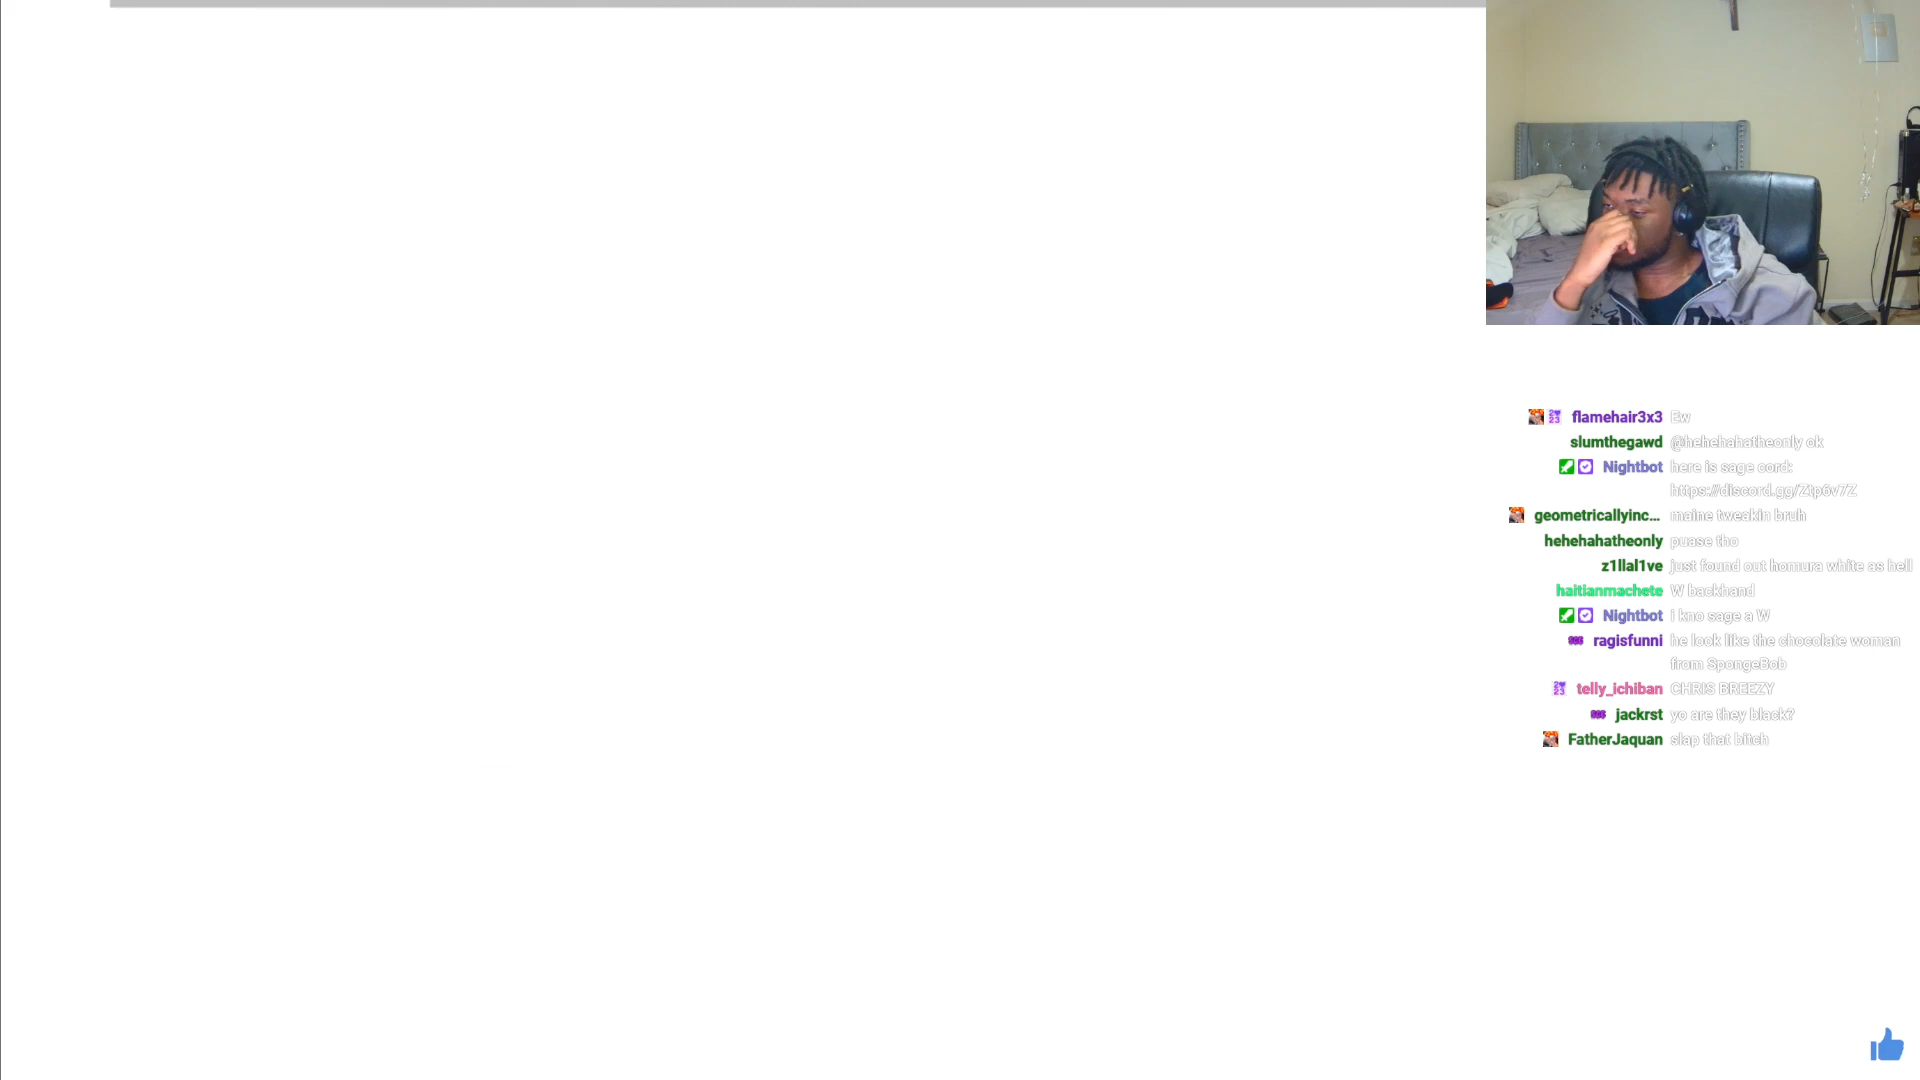 flamehair3x3 Ew
slumthegawd @hehehahatheonly ok
Nightbot here is sage cord:
https://discord.gg/Ztp6v7Z
geometricallyinc... maine tweakin bruh
hehehahatheonly puase tho
z1llal1ve just found out homura white as hell
haitianmachete W backhand
Nightbot i kno sage a W
ragisfunni he look like the chocolate woman
from SpongeBob
telly_ichiban CHRIS BREEZY
jackrst yo are they black?
FatherJaquan slap that bitch